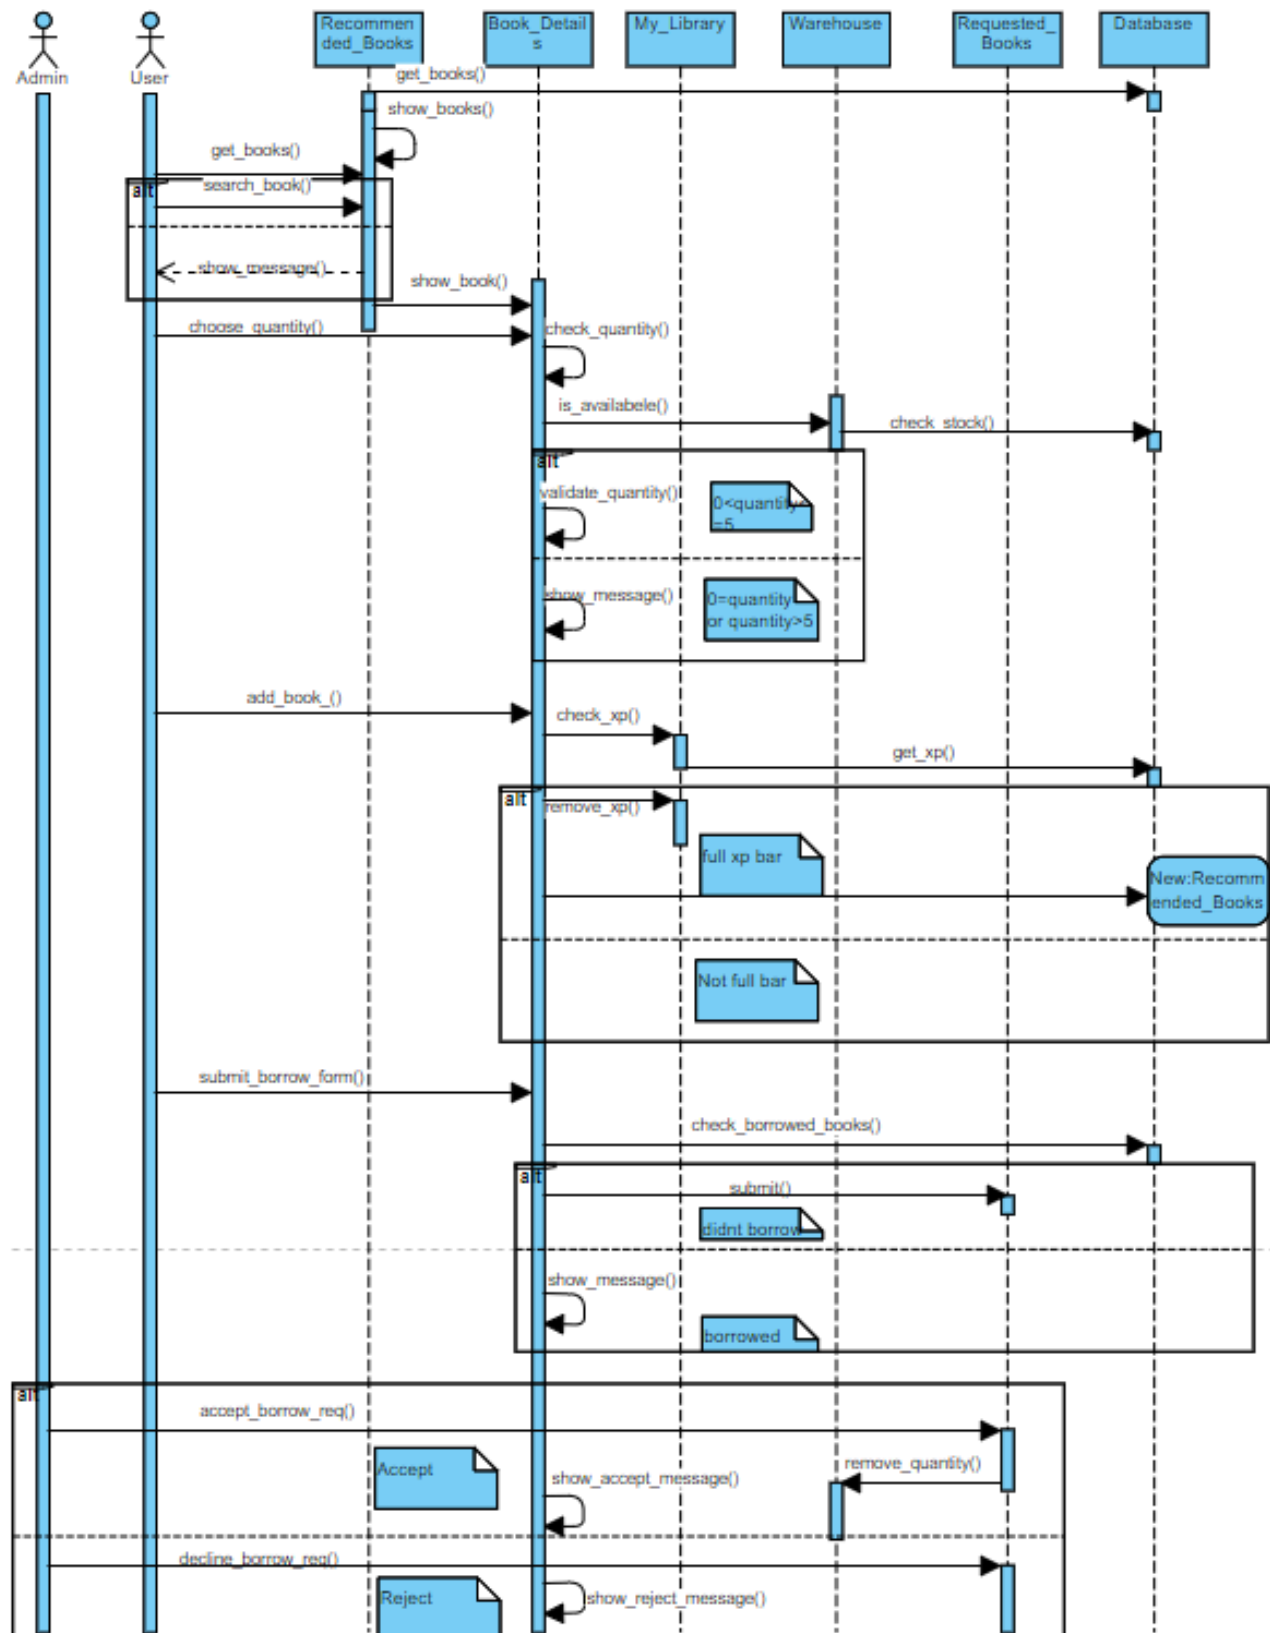 Admin
User
Recommen
ded_Books
Book_Detail
s
My_Library
Warehouse
Requested_
Books
Database
get_books()
show_books()
get_books()
alt
search_book()
show_message()
show_book()
choose_quantity()
check_quantity()
is_availabele()
check_stock()
alt
validate_quantity()
0<quantity<
=5
show_message()
0=quantity
or quantity>5
add_book_()
check_xp()
get_xp()
alt
remove_xp()
full xp bar
New:Recomm
ended_Books
Not full bar
submit_borrow_form()
check_borrowed_books()
alt
submit()
didnt borrow
show_message()
borrowed
alt
accept_borrow_req()
Accept
show_accept_message()
remove_quantity()
decline_borrow_req()
Reject
show_reject_message()